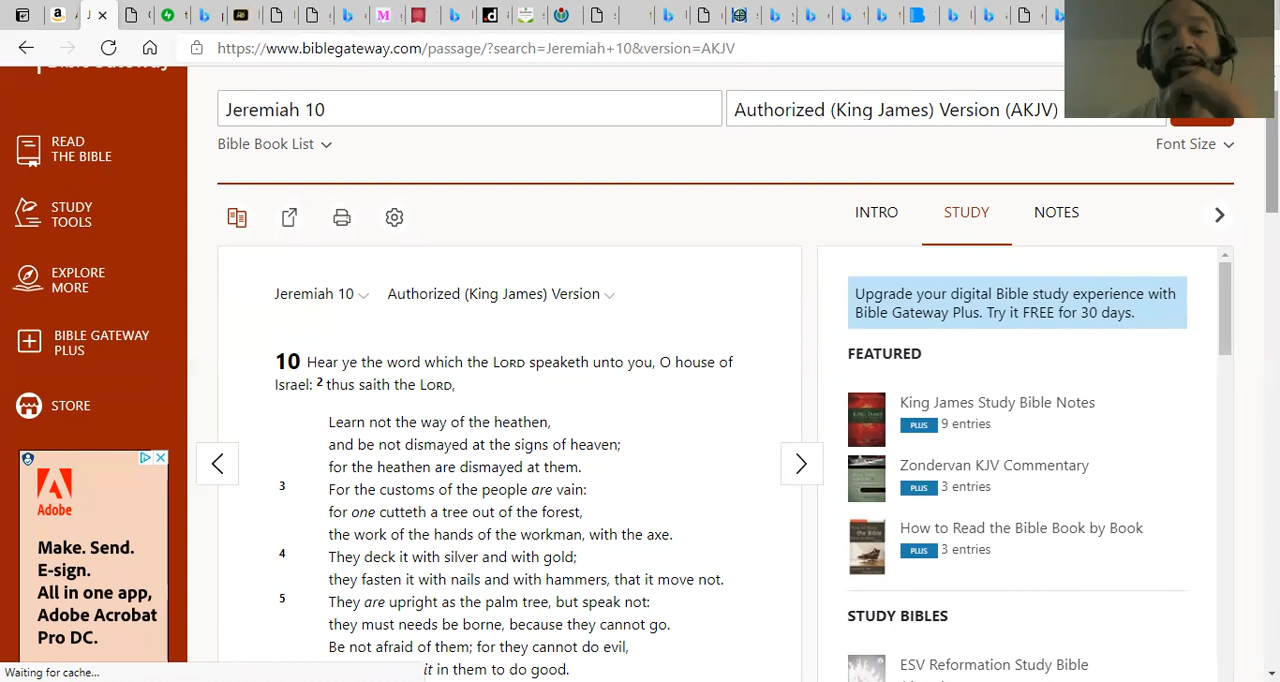 https://www.biblegateway.com/passage/?search=Jeremiah+10&version=AKJV
Jeremiah 10
Authorized (King James) Version (AKJV)
Bible Book List
Font Size
READ
THE BIBLE
STUDY
TOOLS
EXPLORE
MORE
BIBLE GATEWAY
PLUS
STORE
Adobe
Make. Send.
E-sign.
All in one app,
Adobe Acrobat
Pro DC.
INTRO
STUDY
NOTES
Jeremiah 10 Authorized (King James) Version
10 Hear ye the word which the LORD speaketh unto you, O house of
Israel: 2 thus saith the LORD,
Learn not the way of the heathen,
and be not dismayed at the signs of heaven;
for the heathen are dismayed at them.
3 For the customs of the people are vain:
for one cutteth a tree out of the forest,
the work of the hands of the workman, with the axe.
4 They deck it with silver and with gold;
they fasten it with nails and with hammers, that it move not.
5 They are upright as the palm tree, but speak not:
they must needs be borne, because they cannot go.
Be not afraid of them; for they cannot do evil,
it in them to do good.
Upgrade your digital Bible study experience with
Bible Gateway Plus. Try it FREE for 30 days.
FEATURED
King James Study Bible Notes
PLUS 9 entries
Zondervan KJV Commentary
PLUS 3 entries
How to Read the Bible Book by Book
PLUS 3 entries
STUDY BIBLES
ESV Reformation Study Bible
Waiting for cache...